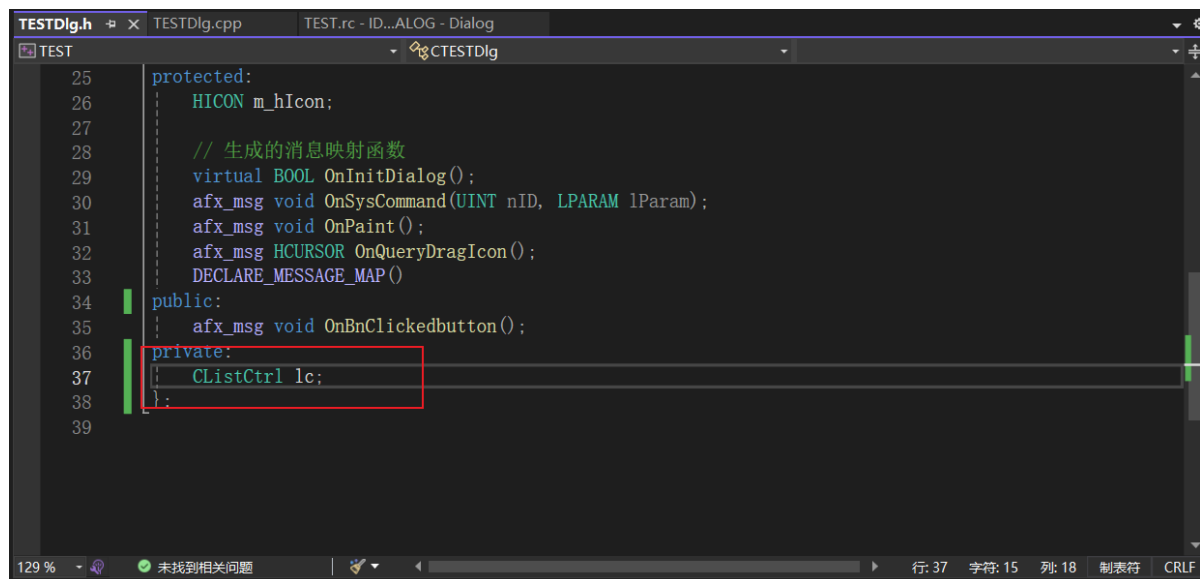 TESTDlg.h TESTDlg.cpp TEST.rc - ID...ALOG - Dialog
TEST CTESTDlg
25 protected:
26 HICON m_hIcon;
27
28 // 生成的消息映射函数
29 virtual BOOL OnInitDialog();
30 afx_msg void OnSysCommand(UINT nID, LPARAM lParam);
31 afx_msg void OnPaint();
32 afx_msg HCURSOR OnQueryDragIcon();
33 DECLARE_MESSAGE_MAP()
34 public:
35 afx_msg void OnBnClickedbutton();
36 private:
37 CListCtrl lc;
38 };
39
129 % 未找到相关问题 行: 37 字符: 15 列: 18 制表符 CRLF